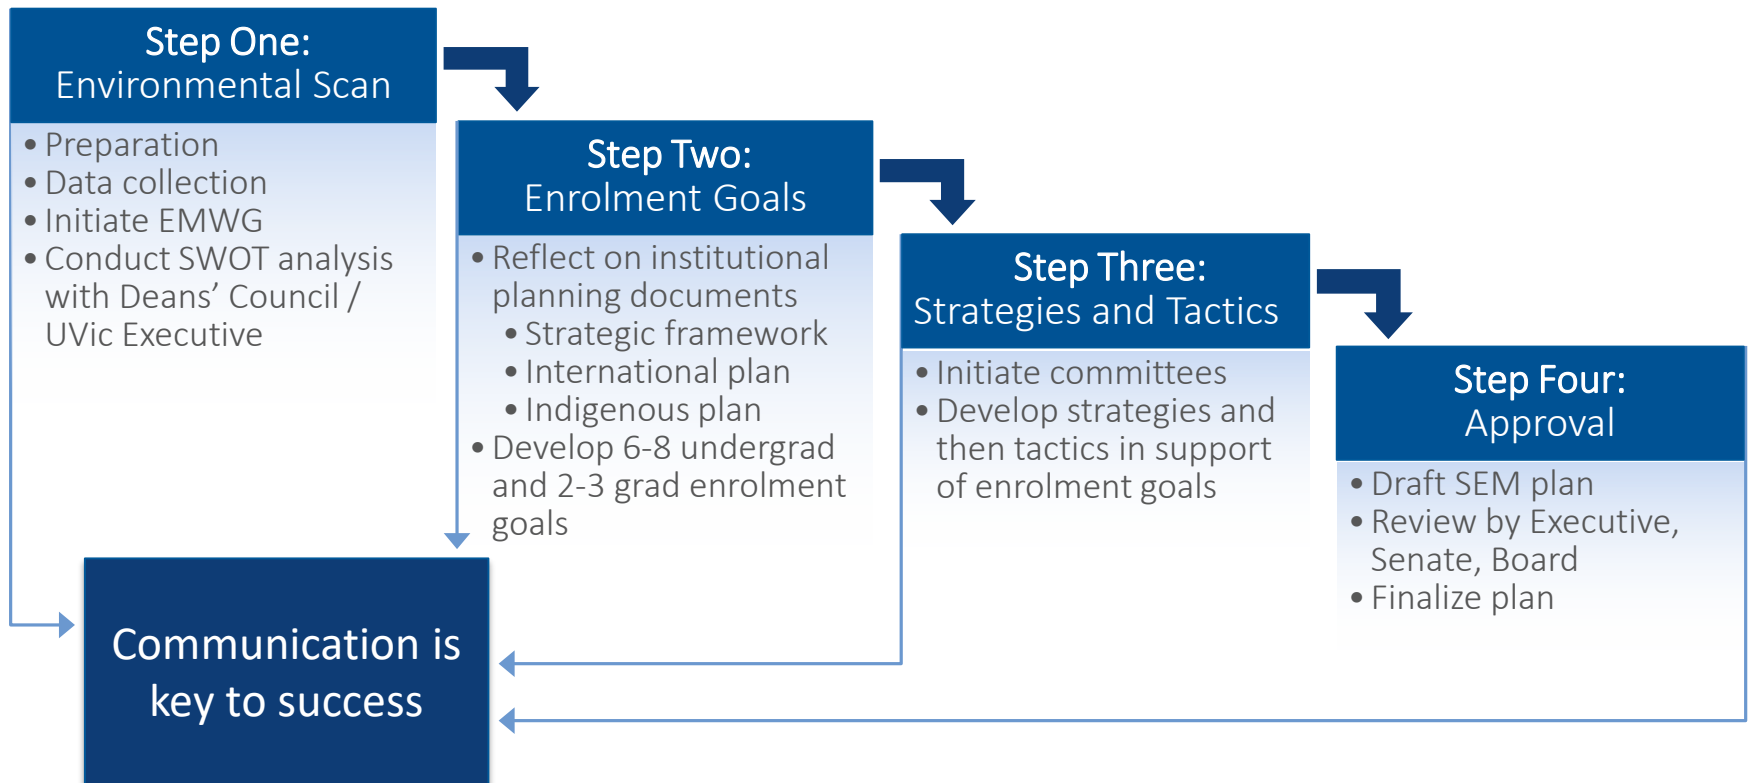 Step One:
Environmental Scan
• Preparation
• Data collection
• Initiate EMWG
• Conduct SWOT analysis
with Deans’ Council /
UVic Executive
Step Two:
Enrolment Goals
• Reflect on institutional
planning documents
• Strategic framework
• International plan
• Indigenous plan
• Develop 6-8 undergrad
and 2-3 grad enrolment
goals
Step Three:
Strategies and Tactics
• Initiate committees
• Develop strategies and
then tactics in support
of enrolment goals
Step Four:
Approval
• Draft SEM plan
• Review by Executive,
Senate, Board
• Finalize plan
Communication is
key to success